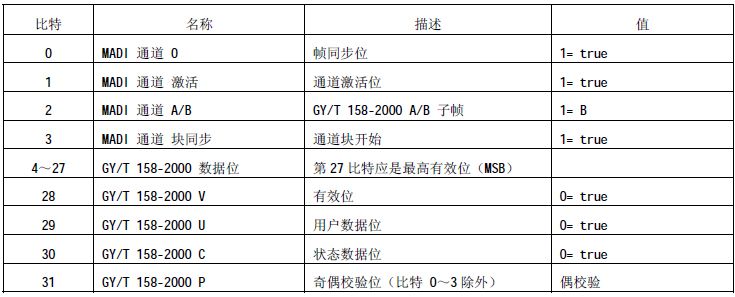 比特 名称 描述 值
0 MADI 通道 0 帧同步位 1= true
1 MADI 通道 激活 通道激活位 1= true
2 MADI 通道 A/B GY/T 158-2000 A/B 子帧 1= B
3 MADI 通道 块同步 通道块开始 1= true
4～27 GY/T 158-2000 数据位 第27比特应是最高有效位（MSB）
28 GY/T 158-2000 V 有效位 0= true
29 GY/T 158-2000 U 用户数据位 0= true
30 GY/T 158-2000 C 状态数据位 0= true
31 GY/T 158-2000 P 奇偶校验位（比特 0～3除外） 偶校验